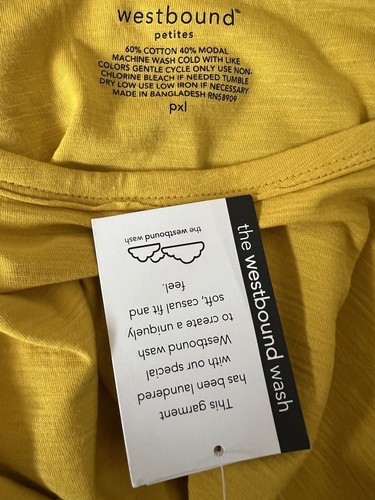 westbound™
petites
60% COTTON 40% MODAL
MACHINE WASH COLD WITH LIKE
COLORS GENTLE CYCLE ONLY USE NON-
CHLORINE BLEACH IF NEEDED TUMBLE
DRY LOW USE LOW IRON IF NECESSARY
MADE IN BANGLADESH RN58909
pxl
the westbound wash
This garment
has been laundered
with our special
Westbound wash
to create a uniquely
soft, casual fit and
feel.
the westbound wash